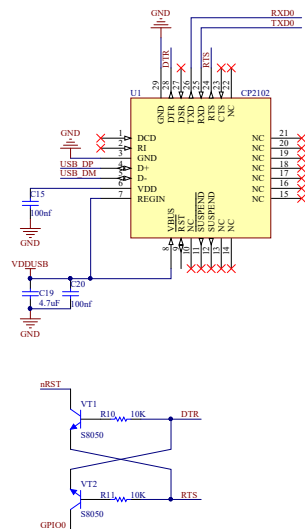 GND
RXD0
TXD0
DTR
RTS
29
28
27
26
25
24
23
22
U1
CP2102
GND
DTR
DSR
TXD
RXD
RTS
CTS
NC
GND
1
DCD
NC
21
2
RI
NC
20
3
GND
NC
19
USB_DP
4
D+
NC
18
USB_DM
5
D-
NC
17
6
VDD
NC
16
7
REGIN
NC
15
C15
100nf
GND
VBUS
RST
NC
SUSPEND
SUSPEND
NC
NC
8
9
10
11
12
13
14
VDDUSB
C19
4.7uF
C20
100nf
GND
nRST
VT1
S8050
R10
10K
DTR
VT2
S8050
R11
10K
RTS
GPIO0